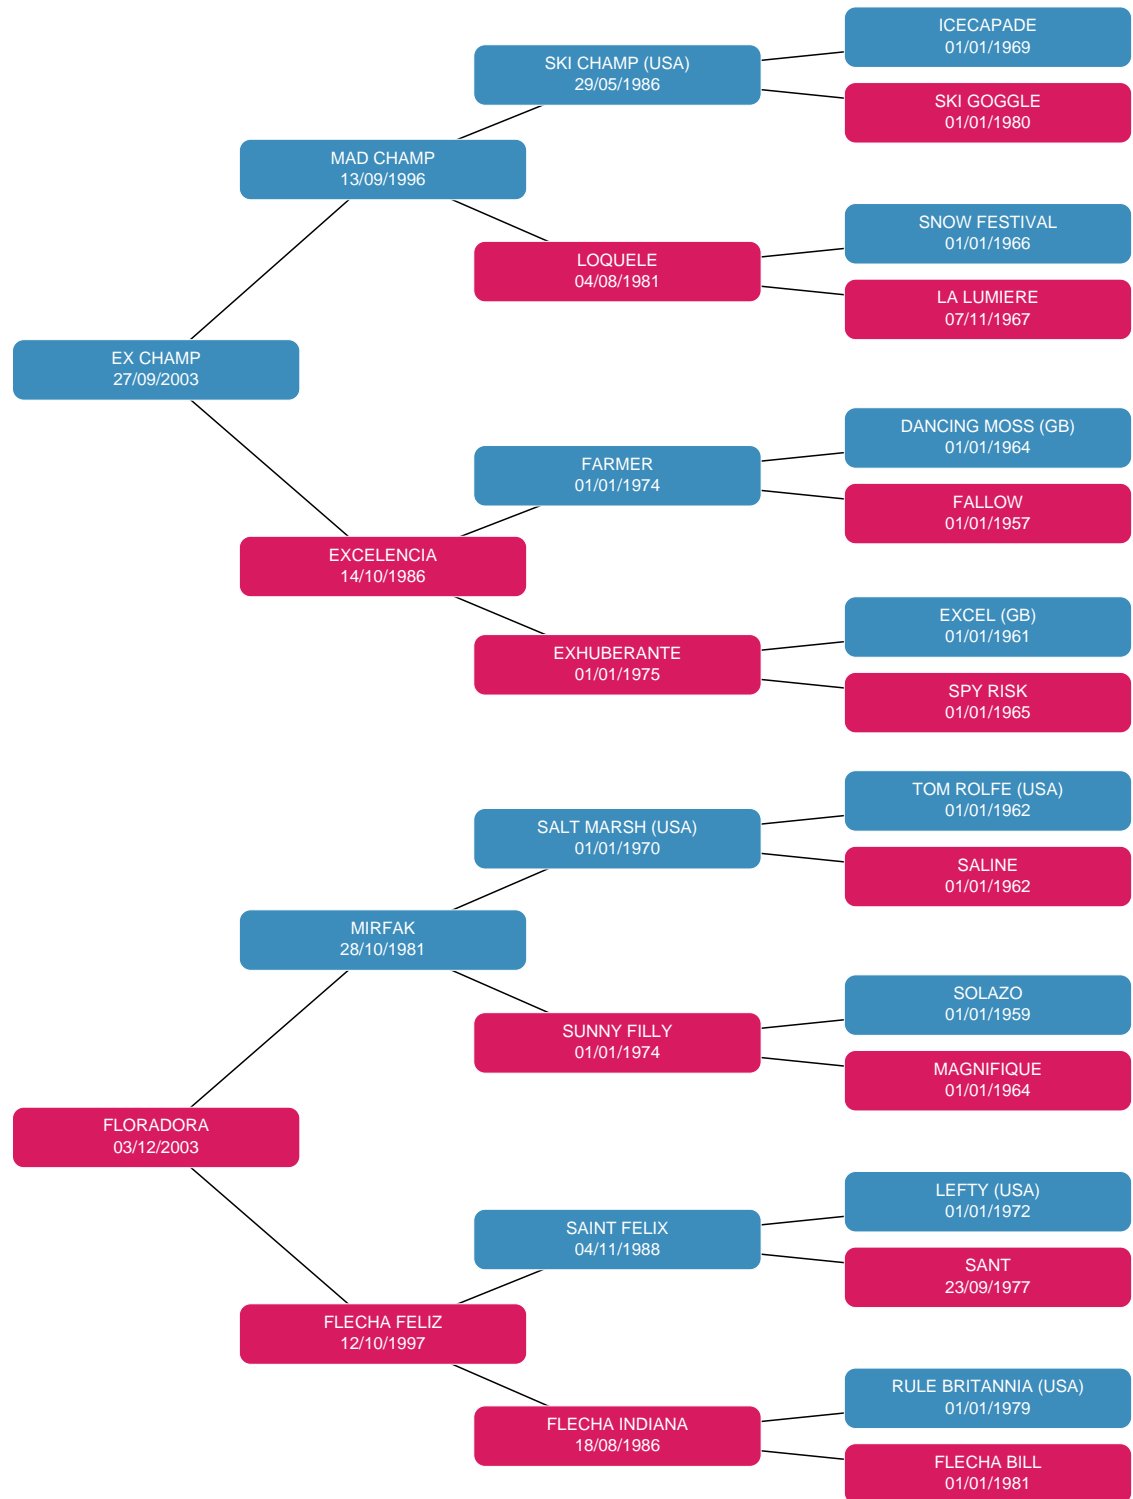 ICECAPADE
01/01/1969
SKI CHAMP (USA)
29/05/1986
SKI GOGGLE
01/01/1980
MAD CHAMP
13/09/1996
SNOW FESTIVAL
01/01/1966
LOQUELE
04/08/1981
LA LUMIERE
07/11/1967
EX CHAMP
27/09/2003
DANCING MOSS (GB)
01/01/1964
FARMER
01/01/1974
FALLOW
01/01/1957
EXCELENCIA
14/10/1986
EXCEL (GB)
01/01/1961
EXHUBERANTE
01/01/1975
SPY RISK
01/01/1965
TOM ROLFE (USA)
01/01/1962
SALT MARSH (USA)
01/01/1970
SALINE
01/01/1962
MIRFAK
28/10/1981
SOLAZO
01/01/1959
SUNNY FILLY
01/01/1974
MAGNIFIQUE
01/01/1964
FLORADORA
03/12/2003
LEFTY (USA)
01/01/1972
SAINT FELIX
04/11/1988
SANT
23/09/1977
FLECHA FELIZ
12/10/1997
RULE BRITANNIA (USA)
01/01/1979
FLECHA INDIANA
18/08/1986
FLECHA BILL
01/01/1981